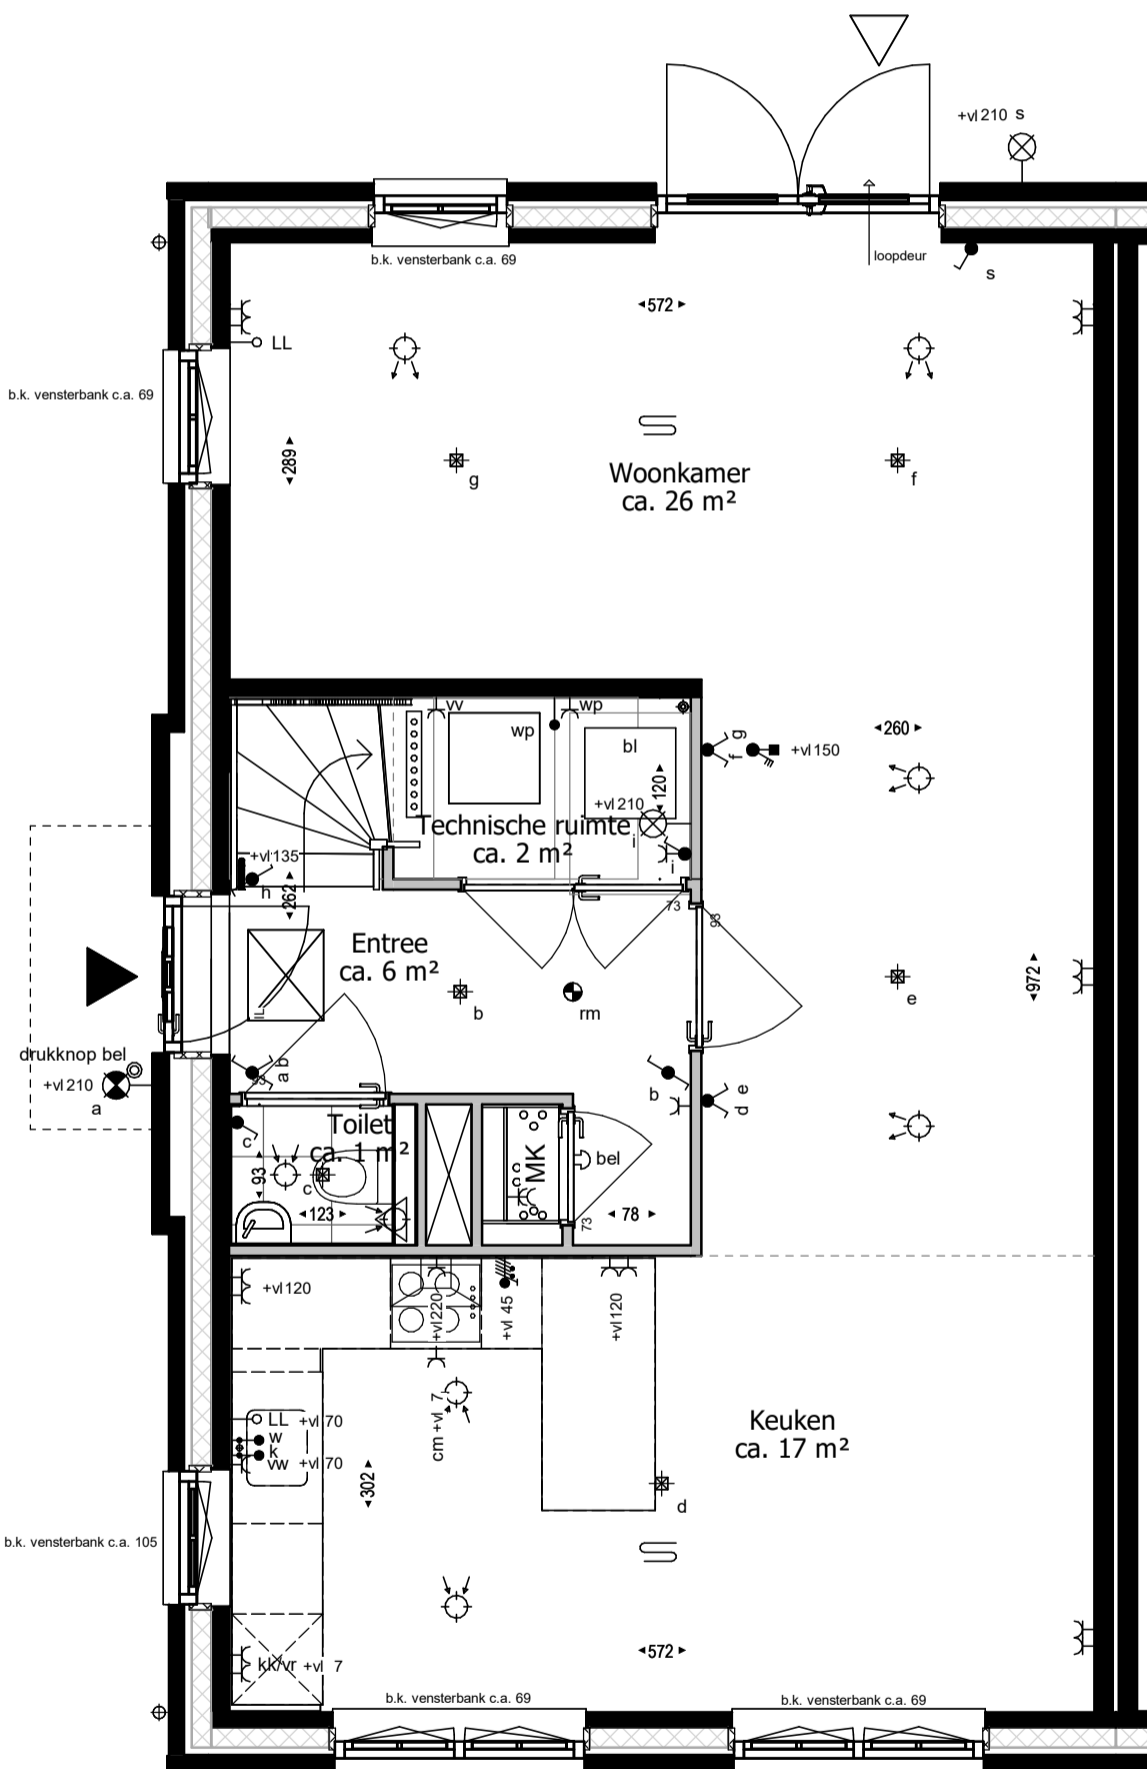 +vl 210 s
b.k. vensterbank c.a. 69
loopdeur
s
572
LL
b.k. vensterbank c.a. 69
289
g
Woonkamer
ca. 26 m²
f
vv
wp
wp
bl
g
f
+vl 150
260
120
+vl 210
Technische ruimte
ca. 2 m²
i
i
+vl 135
h
262
73
93
Entree
ca. 6 m²
b
rm
e
972
drukknop bel
+vl 210
a
a b
93
b
d e
Toilet
ca. 1 m²
c
93
c
123
MK
bel
73
78
+vl 120
+vl 220
+vl 45
+vl 120
cm +vl 7
LL +vl 70
w
k
vw +vl 70
302
Keuken
ca. 17 m²
d
b.k. vensterbank c.a. 105
kk/vr +vl 7
572
b.k. vensterbank c.a. 69
b.k. vensterbank c.a. 69